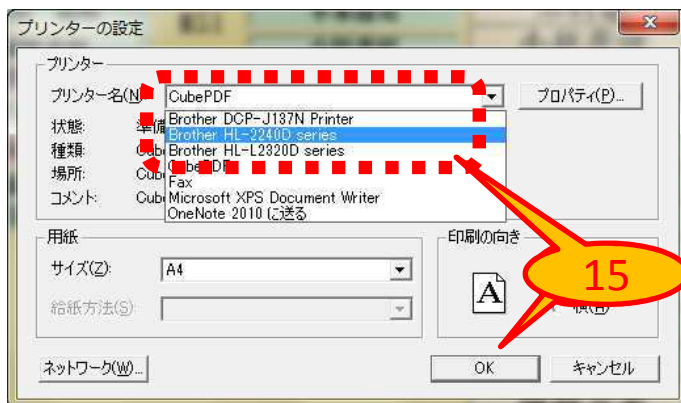 プリンターの設定
プリンター
プリンター名(N)
CubePDF
プロパティ(P)...
状態:
種類:
場所:
コメント:
Brother DCP-J137N Printer
Brother HL-2240D series
Brother HL-L2320D series
CubePDF
Fax
Microsoft XPS Document Writer
OneNote 2010 に送る
用紙
サイズ(Z):
A4
給紙方法(S):
印刷の向き
A
15
ネットワーク(W)...
OK
キャンセル